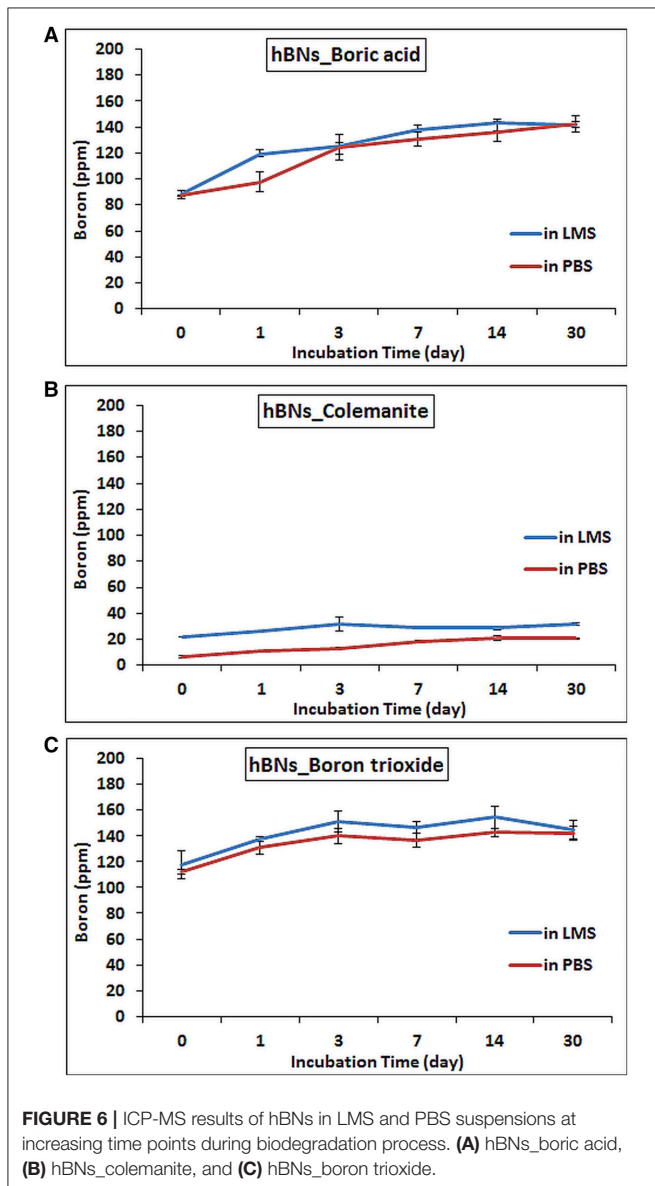 A
hBNs_Boric acid
200
180
160
140
120
100
80
60
40
20
0
Boron (ppm)
in LMS
in PBS
0 1 3 7 14 30
Incubation Time (day)
B
hBNs_Colemanite
200
180
160
140
120
100
80
60
40
20
0
Boron (ppm)
in LMS
in PBS
0 1 3 7 14 30
Incubation Time (day)
C
hBNs_Boron trioxide
200
180
160
140
120
100
80
60
40
20
0
Boron (ppm)
in LMS
in PBS
0 1 3 7 14 30
Incubation Time (day)
FIGURE 6 | ICP-MS results of hBNs in LMS and PBS suspensions at
increasing time points during biodegradation process. (A) hBNs_boric acid,
(B) hBNs_colemanite, and (C) hBNs_boron trioxide.